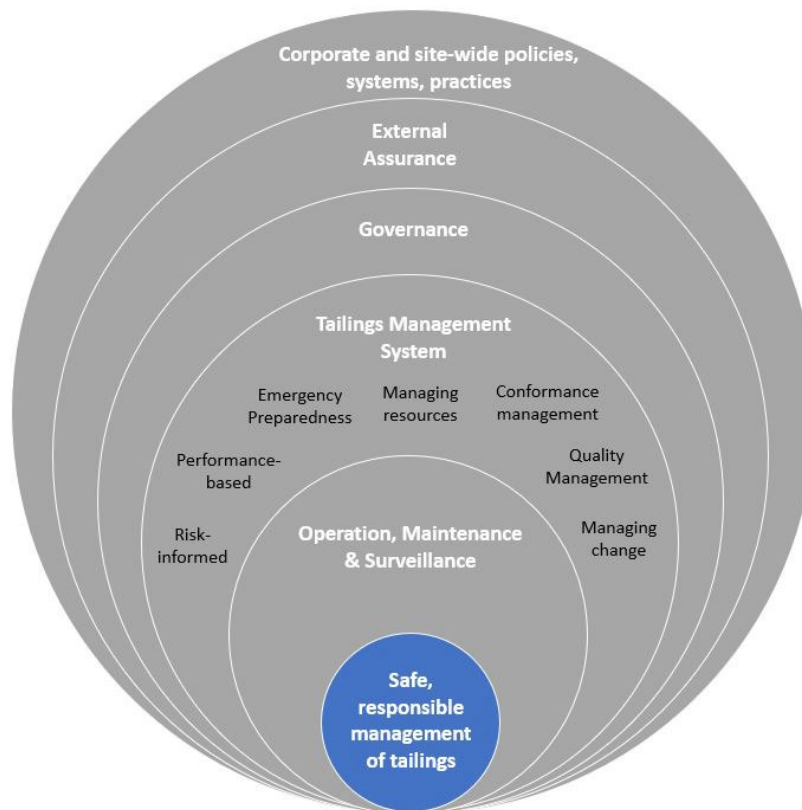 Corporate and site-wide policies,
systems, practices
External
Assurance
Governance
Tailings Management
System
Emergency
Preparedness
Managing
resources
Conformance
management
Performance-
based
Quality
Management
Risk-
informed
Managing
change
Operation, Maintenance
& Surveillance
Safe,
responsible
management
of tailings